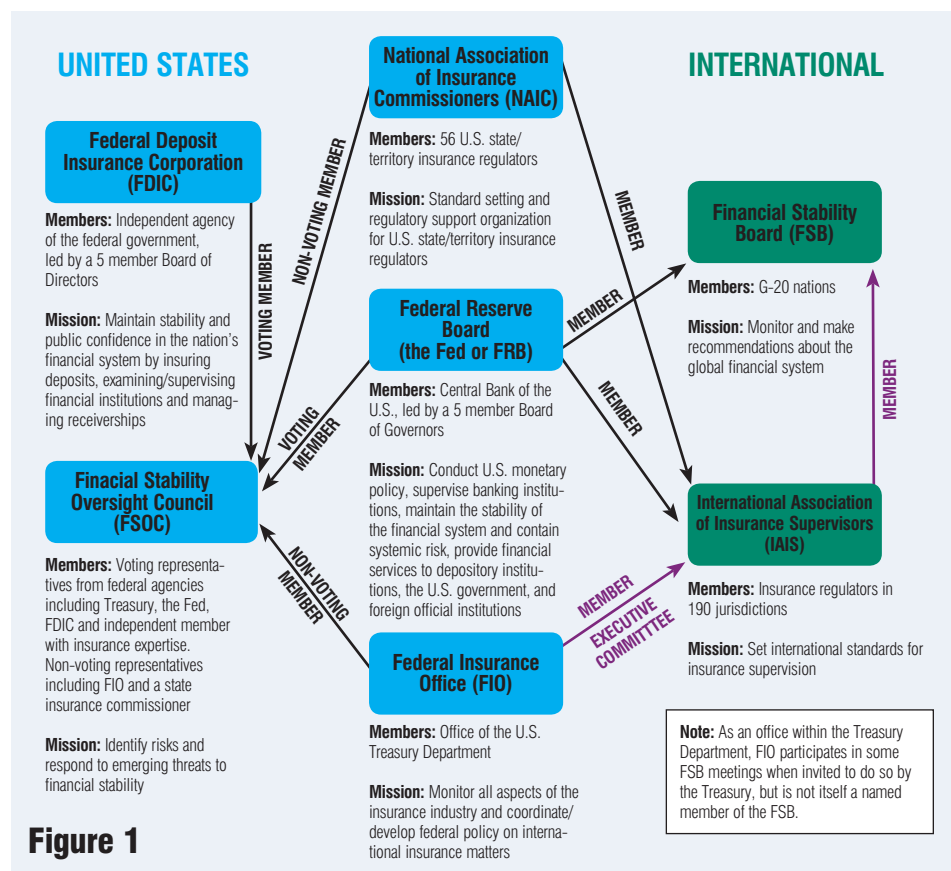 UNITED STATES
Federal Deposit
Insurance Corporation
(FDIC)
Members: Independent agency
of the federal government,
led by a 5 member Board of
Directors
Mission: Maintain stability and
public confidence in the nation's
financial system by insuring
deposits, examining/supervising
financial institutions and manag-
ing receiverships
VOTING MEMBER
Finacial Stability
Oversight Council
(FSOC)
Members: Voting representa-
tives from federal agencies
including Treasury, the Fed,
FDIC and independent member
with insurance expertise.
Non-voting representatives
including FIO and a state
insurance commissioner
Mission: Identify risks and
respond to emerging threats to
financial stability
National Association
of Insurance
Commissioners (NAIC)
Members: 56 U.S. state/
territory insurance regulators
Mission: Standard setting and
regulatory support organization
for U.S. state/territory insurance
regulators
NON-VOTING MEMBER
MEMBER
Federal Reserve
Board
(the Fed or FRB)
Members: Central Bank of the
U.S., led by a 5 member Board
of Governors
Mission: Conduct U.S. monetary
policy, supervise banking institu-
tions, maintain the stability of
the financial system and contain
systemic risk, provide financial
services to depository institu-
tions, the U.S. government, and
foreign official institutions
VOTING
MEMBER
MEMBER
MEMBER
Federal Insurance
Office (FIO)
Members: Office of the U.S.
Treasury Department
Mission: Monitor all aspects of the
insurance industry and coordinate/
develop federal policy on interna-
tional insurance matters
NON-VOTING
MEMBER
MEMBER
EXECUTIVE
COMMITTTEE
INTERNATIONAL
Financial Stability
Board (FSB)
Members: G-20 nations
Mission: Monitor and make
recommendations about the
global financial system
MEMBER
International Association
of Insurance Supervisors
(IAIS)
Members: Insurance regulators in
190 jurisdictions
Mission: Set international standards for
insurance supervision
Note: As an office within the Treasury
Department, FIO participates in some
FSB meetings when invited to do so by
the Treasury, but is not itself a named
member of the FSB.
Figure 1